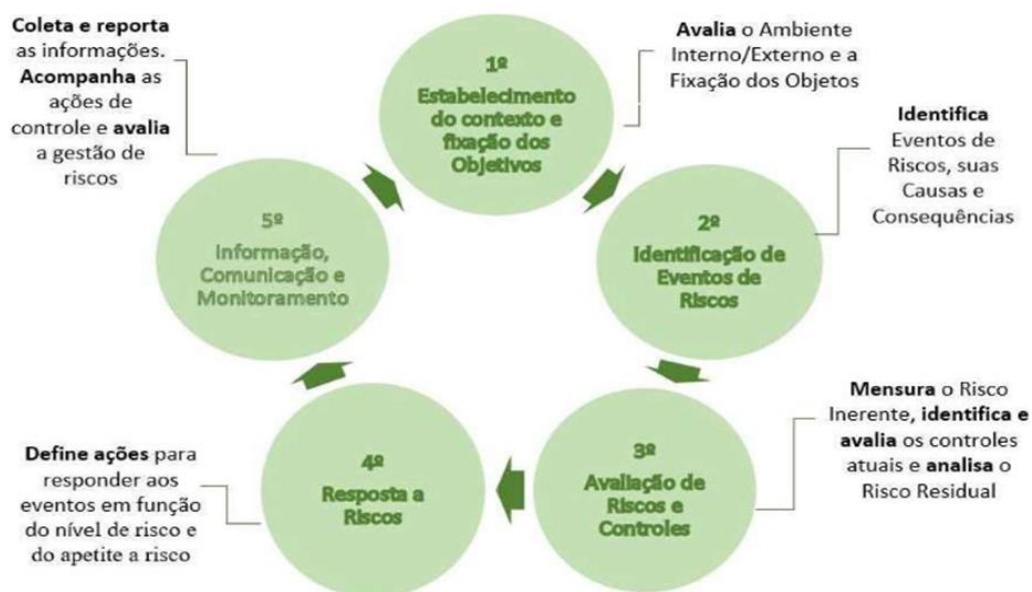 1º
Estabelecimento
do contexto e
fixação dos
Objetivos
Avalia o Ambiente
Interno/Externo e a
Fixação dos Objetos
2º
Identificação de
Eventos de
Riscos
Identifica
Eventos de
Riscos, suas
Causas e
Consequências
3º
Avaliação de
Riscos e
Controles
Mensura o Risco
Inerente, identifica e
avalia os controles
atuais e analisa o
Risco Residual
4º
Resposta a
Riscos
Define ações para
responder aos
eventos em função
do nível de risco e
do apetite a risco
5º
Informação,
Comunicação e
Monitoramento
Coleta e reporta
as informações.
Acompanha as
ações de
controle e avalia
a gestão de
riscos